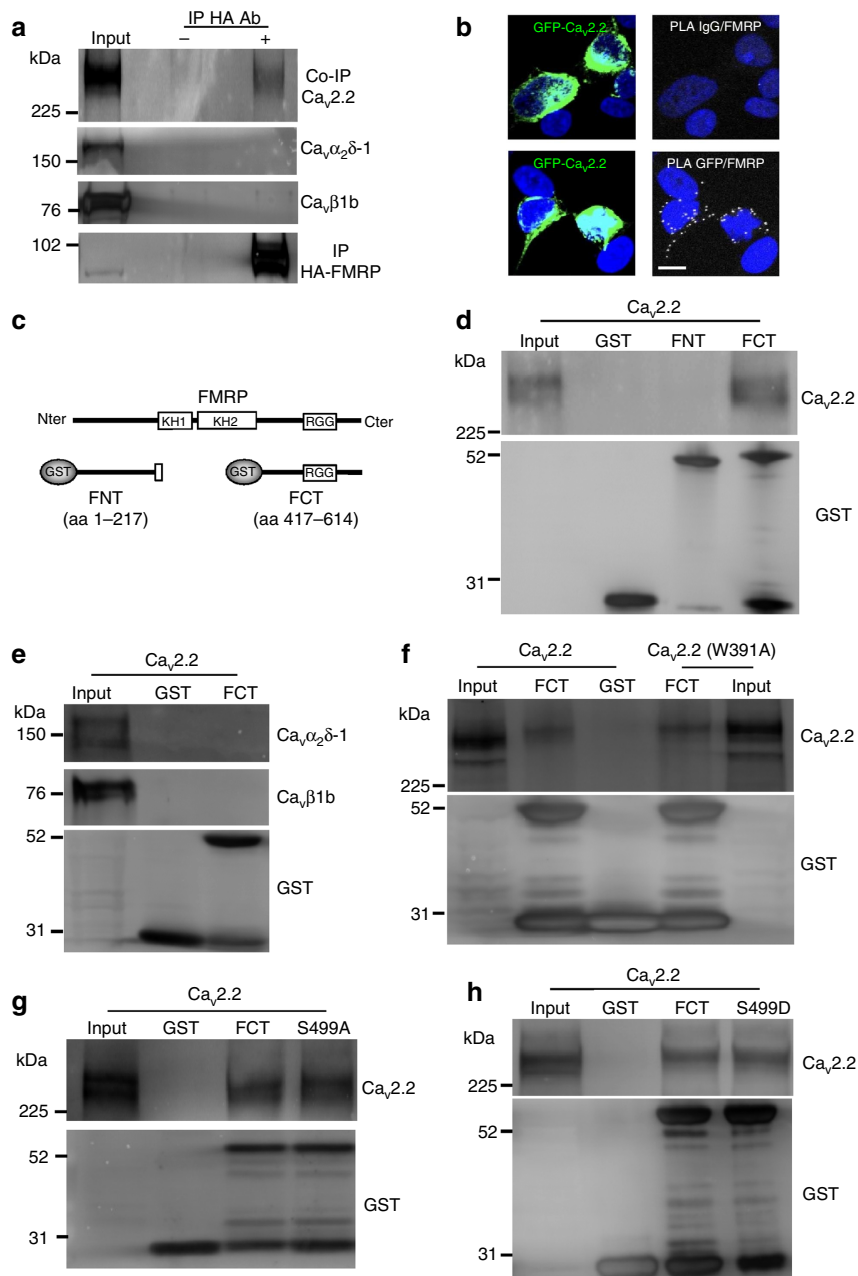 a
IP HA Ab
Input – +
kDa
225
Co-IP
Caᵥ2.2
150
Caᵥα₂δ-1
76
Caᵥβ1b
102
IP
HA-FMRP
b
GFP-Caᵥ2.2
PLA IgG/FMRP
GFP-Caᵥ2.2
PLA GFP/FMRP
c
FMRP
Nter KH1 KH2 RGG Cter
GST
FNT
(aa 1–217)
GST RGG
FCT
(aa 417–614)
d
Caᵥ2.2
Input GST FNT FCT
kDa
Caᵥ2.2
225
52
GST
31
e
Caᵥ2.2
Input GST FCT
kDa
150
Caᵥα₂δ-1
76
Caᵥβ1b
52
GST
31
f
Caᵥ2.2 Caᵥ2.2 (W391A)
Input FCT GST FCT Input
kDa
Caᵥ2.2
225
52
GST
31
g
Caᵥ2.2
Input GST FCT S499A
kDa
Caᵥ2.2
225
52
GST
31
h
Caᵥ2.2
Input GST FCT S499D
kDa
Caᵥ2.2
225
52
GST
31